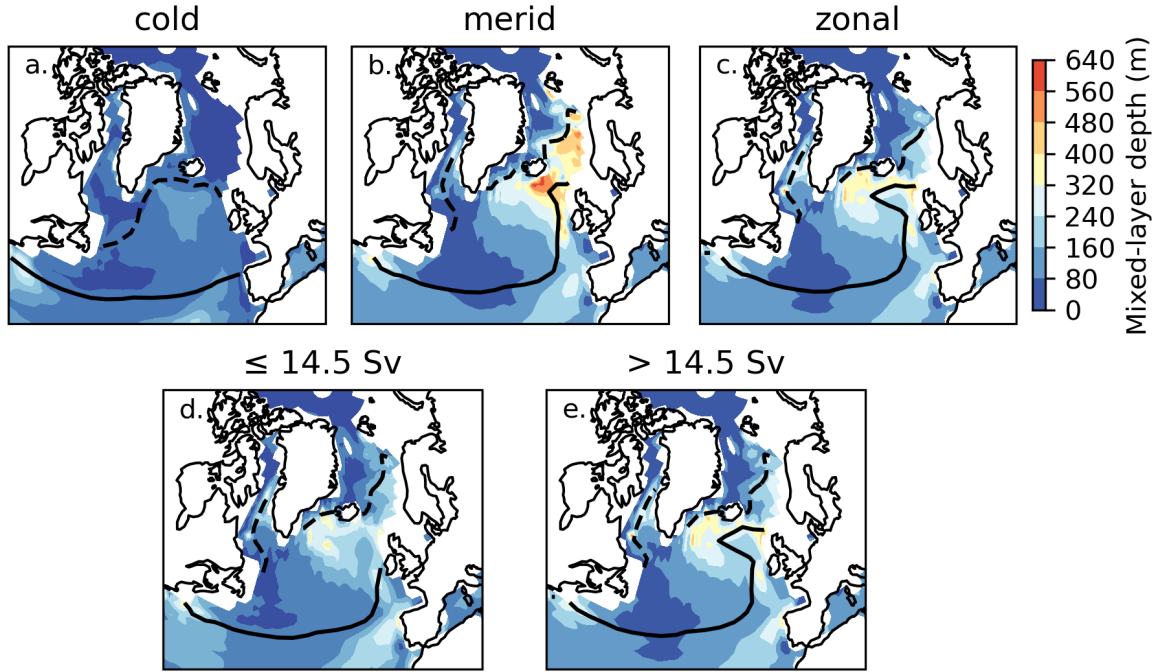 cold
merid
zonal
a.
b.
c.
640
560
480
400
320
240
160
80
0
Mixed-layer depth (m)
≤ 14.5 Sv
> 14.5 Sv
d.
e.